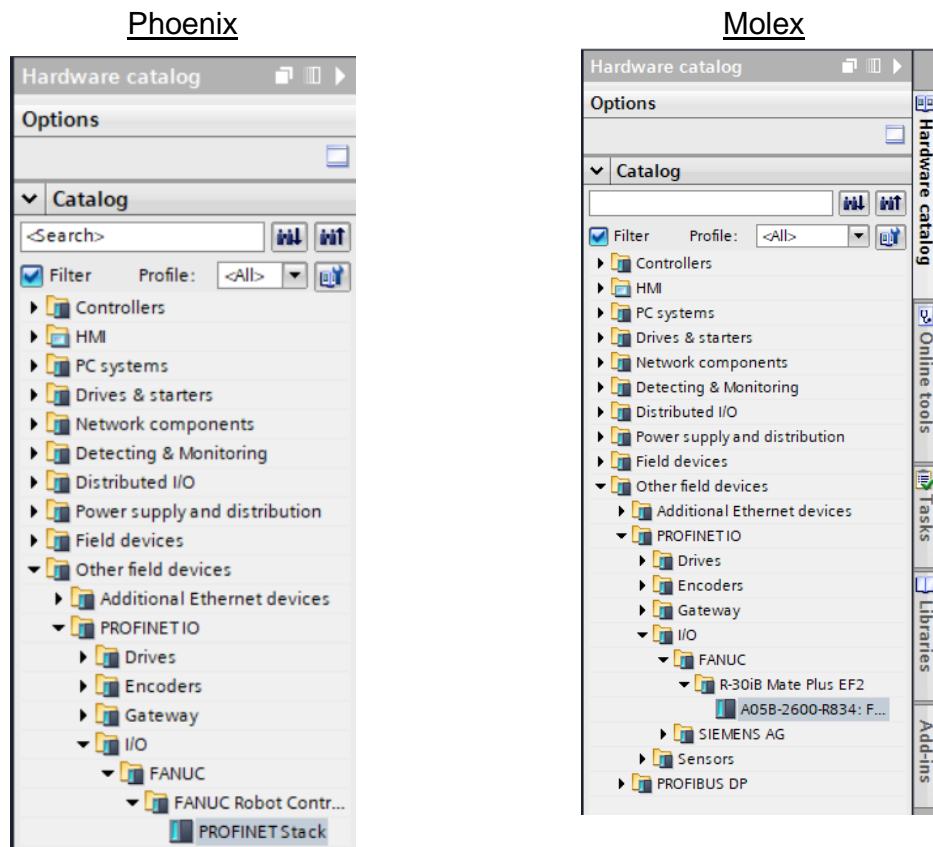 Phoenix
Hardware catalog
Options
Catalog
<Search>
Filter Profile: <All>
Controllers
HMI
PC systems
Drives & starters
Network components
Detecting & Monitoring
Distributed I/O
Power supply and distribution
Field devices
Other field devices
Additional Ethernet devices
PROFINET IO
Drives
Encoders
Gateway
I/O
FANUC
FANUC Robot Contr...
PROFINET Stack
Molex
Hardware catalog
Options
Catalog
Filter Profile: <All>
Controllers
HMI
PC systems
Drives & starters
Network components
Detecting & Monitoring
Distributed I/O
Power supply and distribution
Field devices
Other field devices
Additional Ethernet devices
PROFINET IO
Drives
Encoders
Gateway
I/O
FANUC
R-30iB Mate Plus EF2
A05B-2600-R834: F...
SIEMENS AG
Sensors
PROFIBUS DP
Hardware catalog
Online tools
Tasks
Libraries
Add-ins